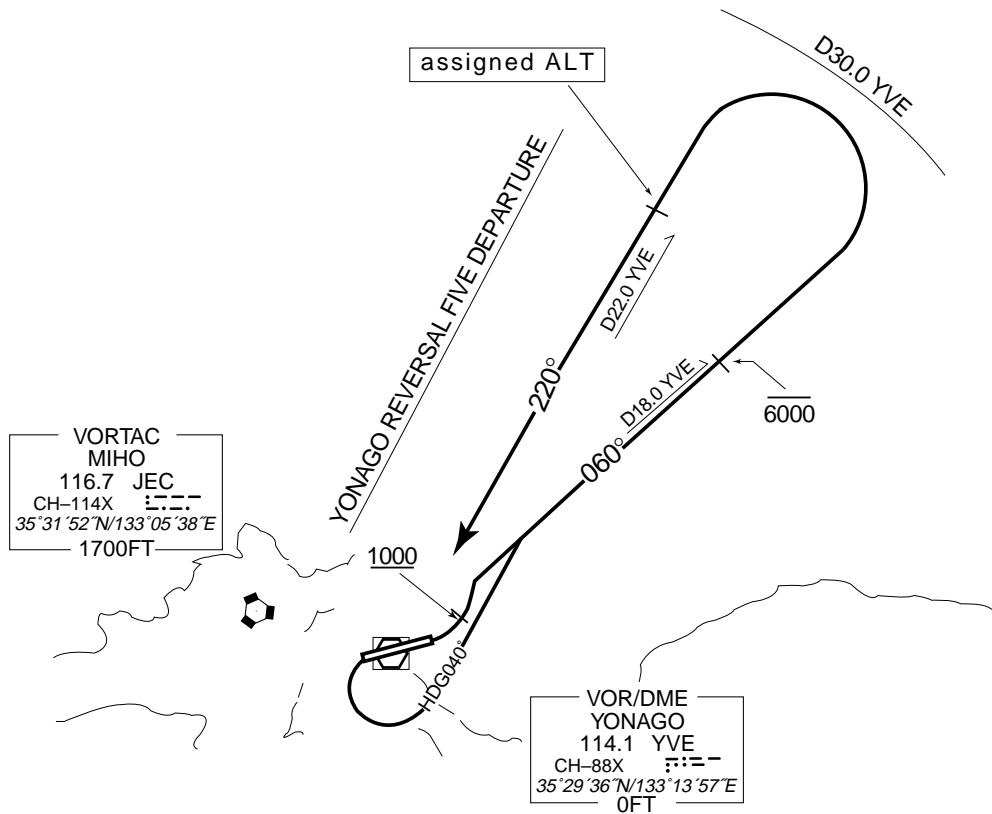 assigned ALT
D30.0 YVE
YONAGO REVERSAL FIVE DEPARTURE
D22.0 YVE
220°
D18.0 YVE
6000
060°
VORTAC
MIHO
116.7 JEC
CH–114X
35°31´52˝N/133°05´38˝E
1700FT
1000
HDG040°
VOR/DME
YONAGO
114.1 YVE
CH–88X
35°29´36˝N/133°13´57˝E
0FT